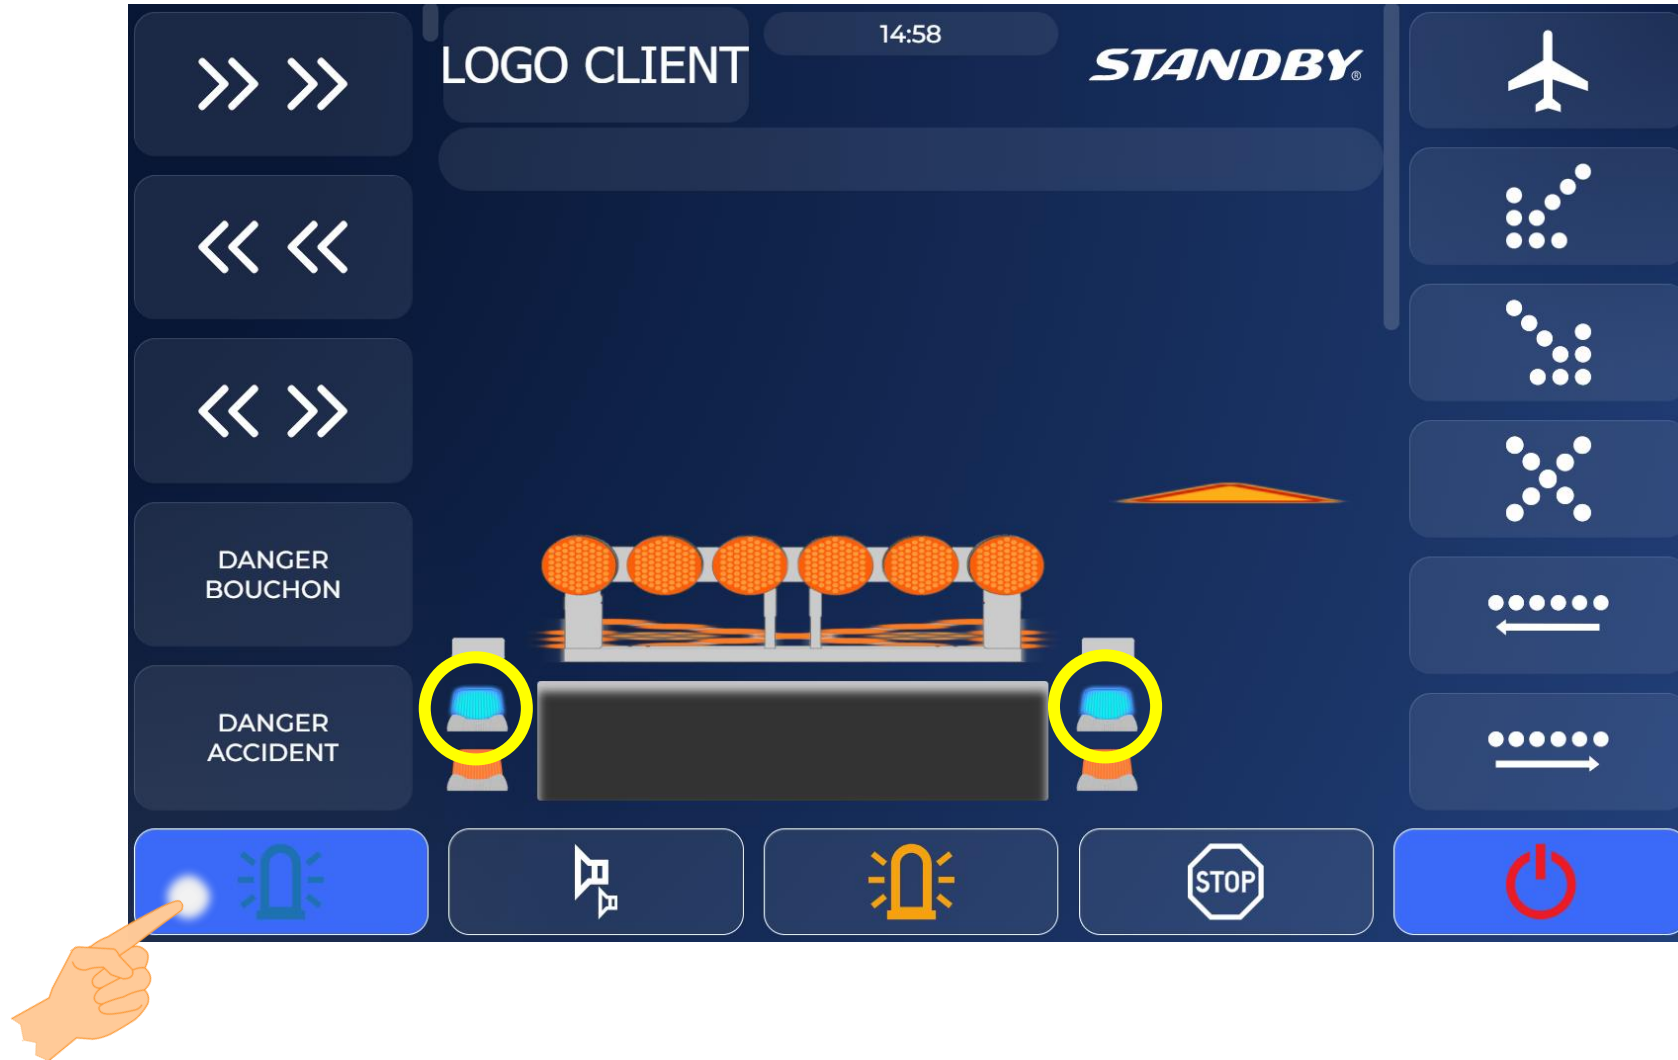 LOGO CLIENT
14:58
STANDBY®
DANGER
BOUCHON
DANGER
ACCIDENT
STOP